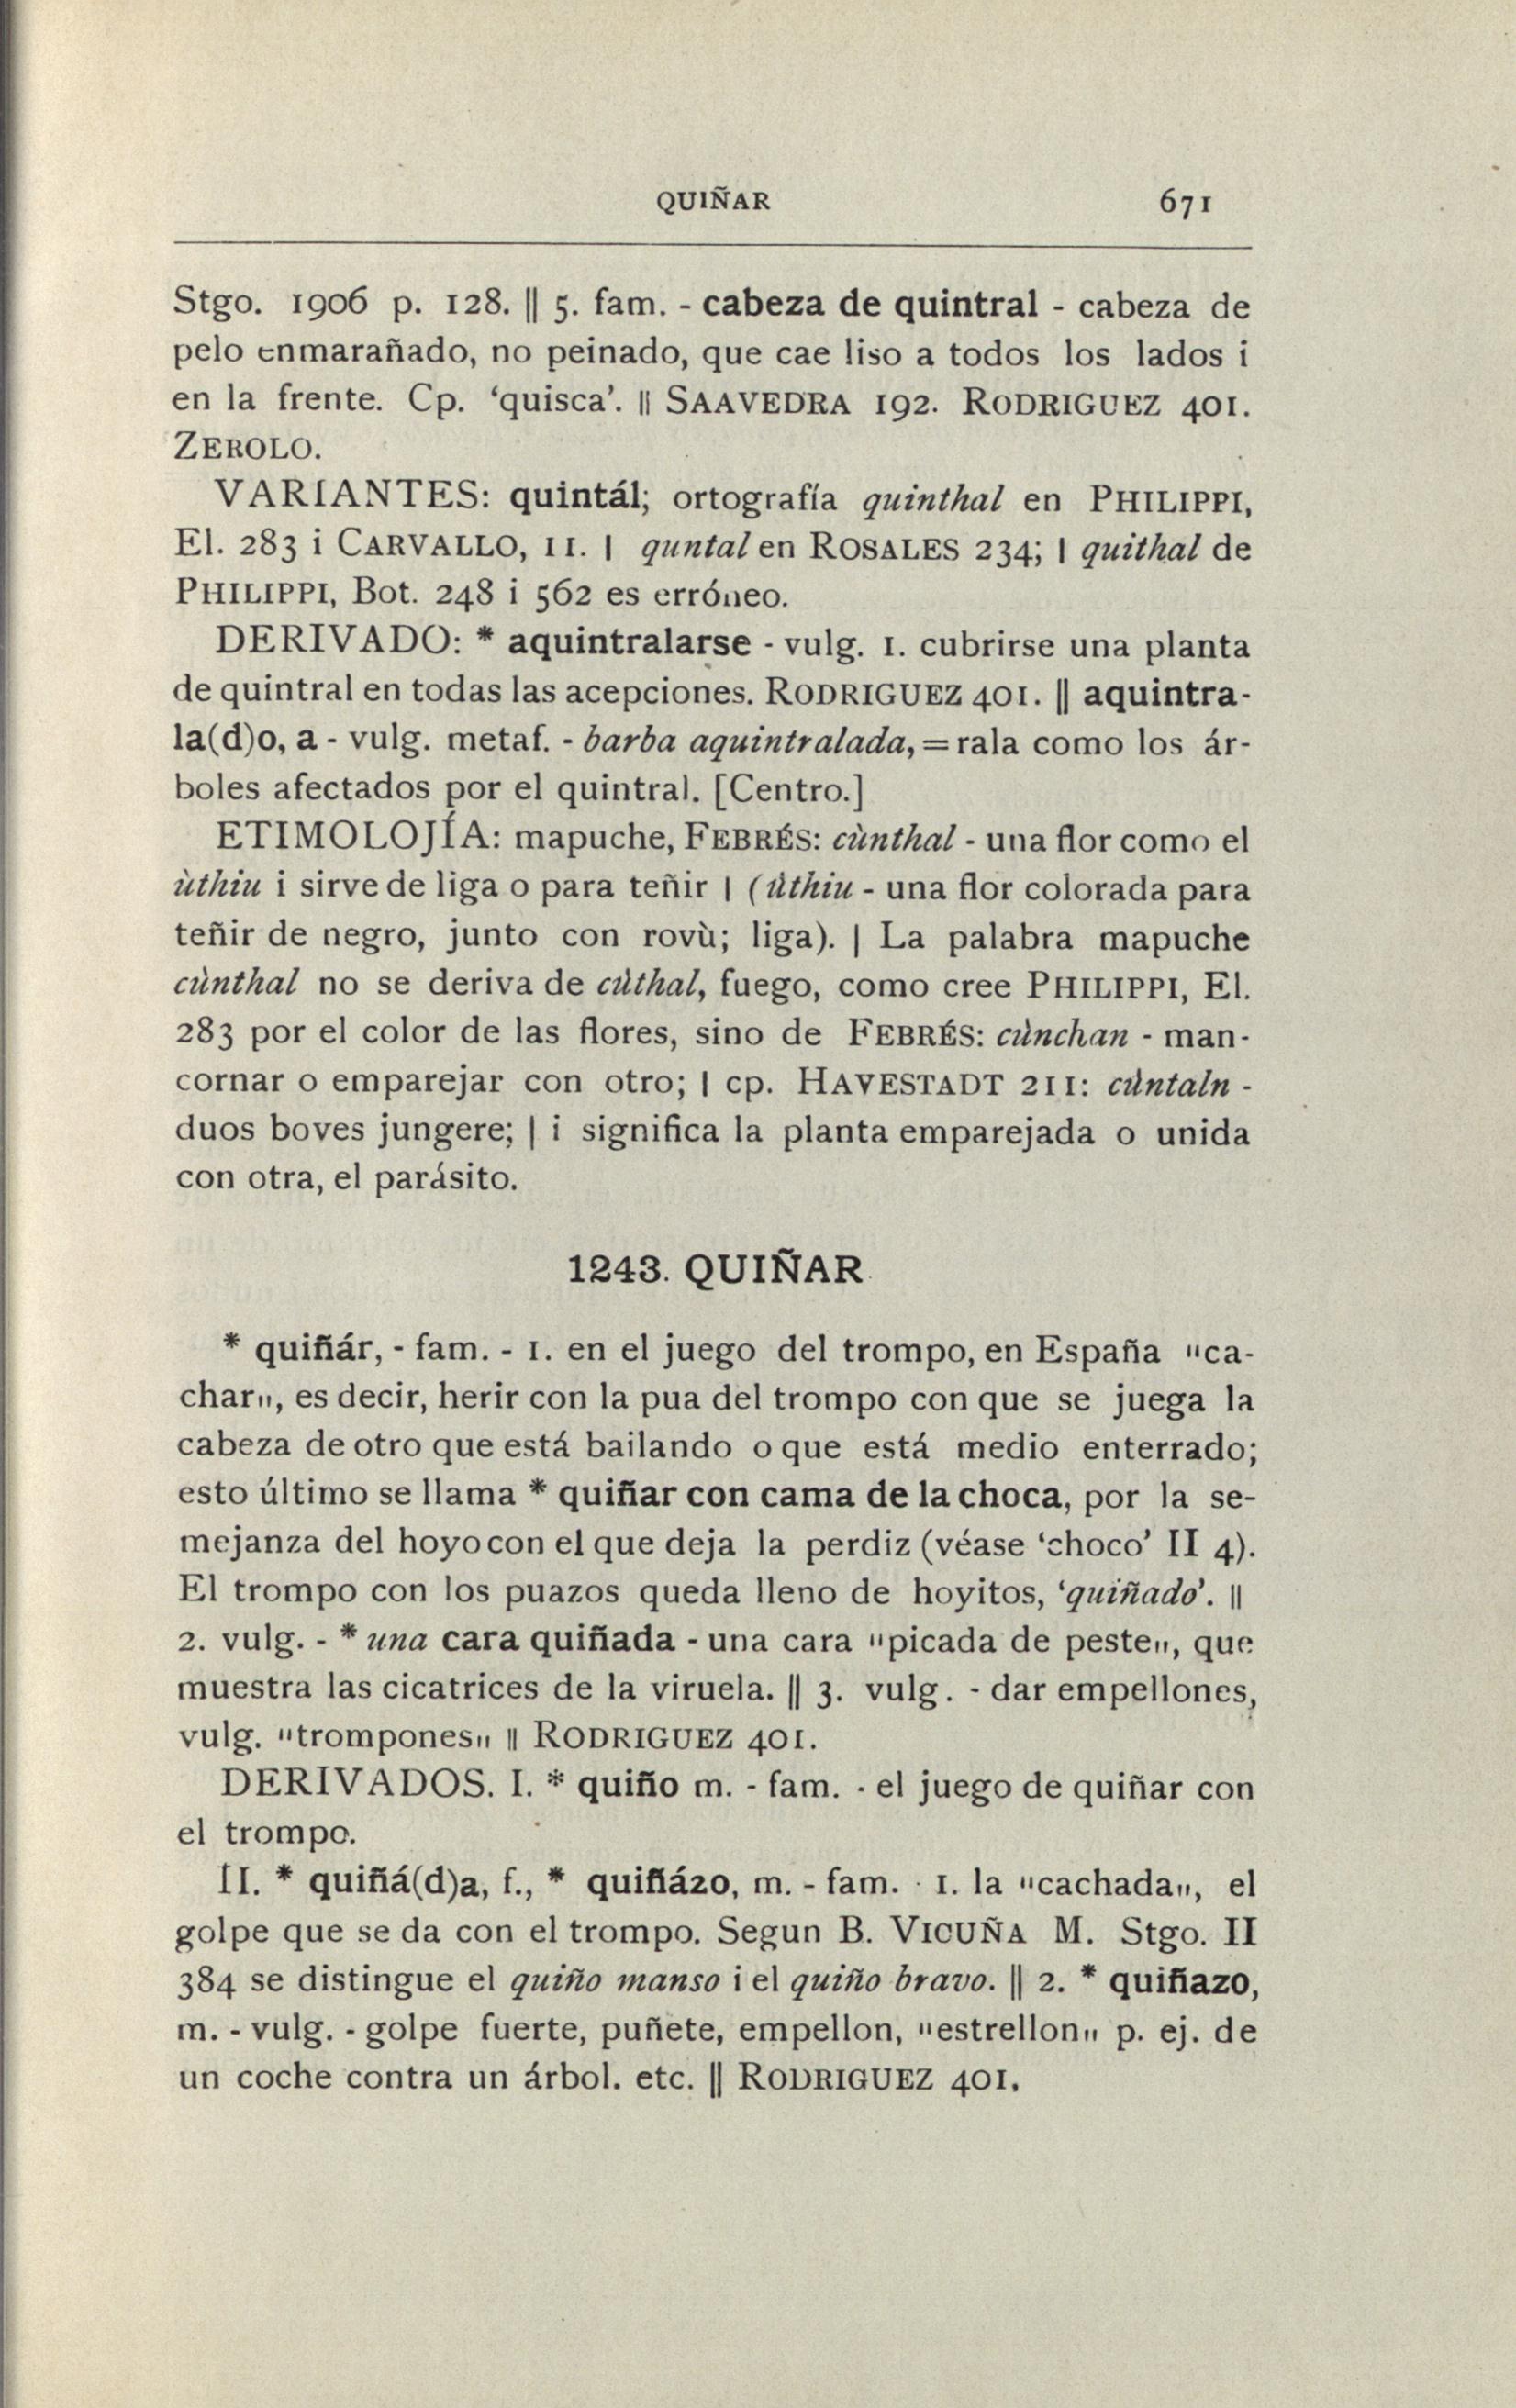 QUIÑAR 671
Stgo. 1906 p. 128. || 5. fam. - cabeza de quintral - cabeza de
pelo enmarañado, no peinado, que cae liso a todos los lados i
en la frente. Cp. ‘quisca’. || SAAVEDRA 192. RODRIGUEZ 401.
ZEROLO.
VARIANTES: quintál; ortografía quinthal en PHILIPPI,
El. 283 i CARVALLO, 11. | quntal en ROSALES 234; | quithal de
PHILIPPI, Bot. 248 i 562 es erróneo.
DERIVADO: * aquintralarse - vulg. 1. cubrirse una planta
de quintral en todas las acepciones. RODRIGUEZ 401. || aquintra-
la(d)o, a - vulg. metaf. - barba aquintralada, = rala como los ár-
boles afectados por el quintral. [Centro.]
ETIMOLOJÍA: mapuche, FEBRÉS: cùnthal - una flor como el
ùthiu i sirve de liga o para teñir | (ùthiu - una flor colorada para
teñir de negro, junto con rovù; liga). | La palabra mapuche
cùnthal no se deriva de cùthal, fuego, como cree PHILIPPI, El.
283 por el color de las flores, sino de FEBRÉS: cùnchan - man-
cornar o emparejar con otro; | cp. HAVESTADT 211: cùntaln -
duos boves jungere; | i significa la planta emparejada o unida
con otra, el parásito.
1243. QUIÑAR
* quiñár, - fam. - 1. en el juego del trompo, en España "ca-
char", es decir, herir con la pua del trompo con que se juega la
cabeza de otro que está bailando o que está medio enterrado;
esto último se llama * quiñar con cama de la choca, por la se-
mejanza del hoyo con el que deja la perdiz (véase ‘choco’ II 4).
El trompo con los puazos queda lleno de hoyitos, ‘quiñado’. ||
2. vulg. - * una cara quiñada - una cara "picada de peste", que
muestra las cicatrices de la viruela. || 3. vulg. - dar empellones,
vulg. "trompones" || RODRIGUEZ 401.
DERIVADOS. I. * quiño m. - fam. - el juego de quiñar con
el trompo.
II. * quiñá(d)a, f., * quiñázo, m. - fam. · 1. la "cachada", el
golpe que se da con el trompo. Segun B. VICUÑA M. Stgo. II
384 se distingue el quiño manso i el quiño bravo. || 2. * quiñazo,
m. - vulg. - golpe fuerte, puñete, empellon, "estrellon" p. ej. de
un coche contra un árbol. etc. || RODRIGUEZ 401.